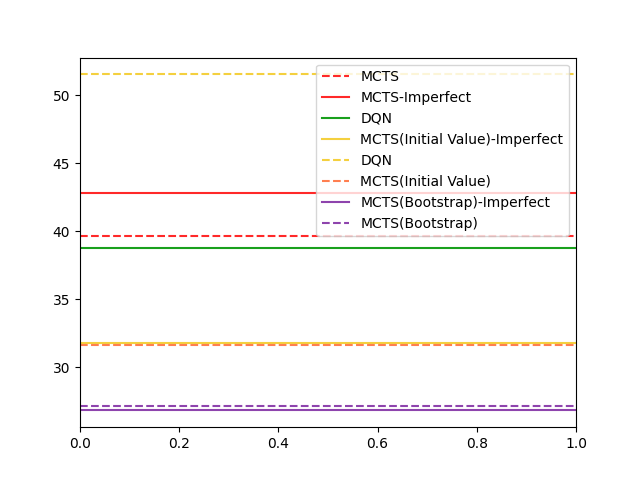 MCTS
MCTS-Imperfect
DQN
MCTS(Initial Value)-Imperfect
DQN
MCTS(Initial Value)
MCTS(Bootstrap)-Imperfect
MCTS(Bootstrap)
50
45
40
35
30
0.0 0.2 0.4 0.6 0.8 1.0